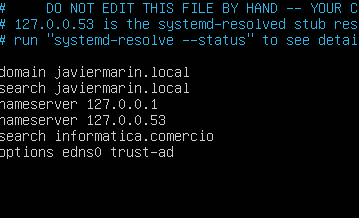 #     DO NOT EDIT THIS FILE BY HAND -- YOUR C
# 127.0.0.53 is the systemd-resolved stub res
# run "systemd-resolve --status" to see detai

domain javiermarin.local
search javiermarin.local
nameserver 127.0.0.1
nameserver 127.0.0.53
search informatica.comercio
options edns0 trust-ad